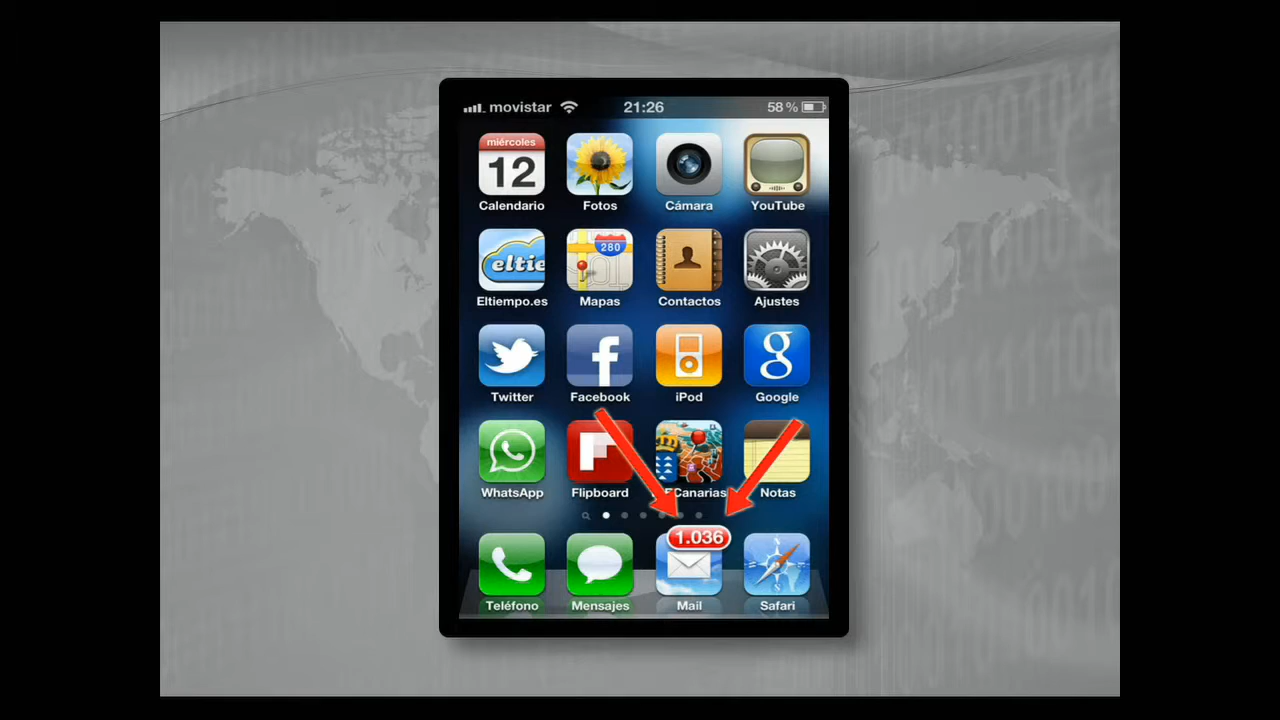 movistar 21:26 58 %
miércoles
12
Calendario Fotos Cámara YouTube
eltie 280
Eltiempo.es Mapas Contactos Ajustes
f g
Twitter Facebook iPod Google
WhatsApp Flipboard Canarias Notas
1.036
Teléfono Mensajes Mail Safari